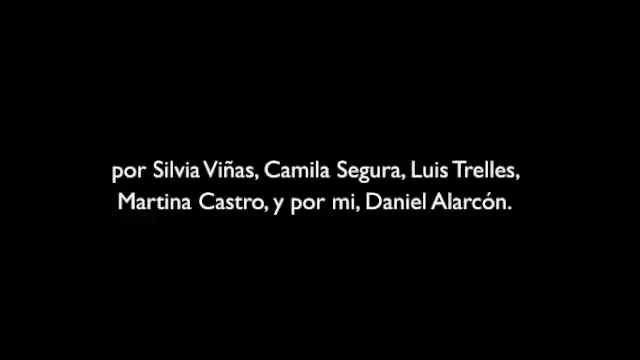 por Silvia Viñas, Camila Segura, Luis Trelles,
Martina Castro, y por mi, Daniel Alarcón.